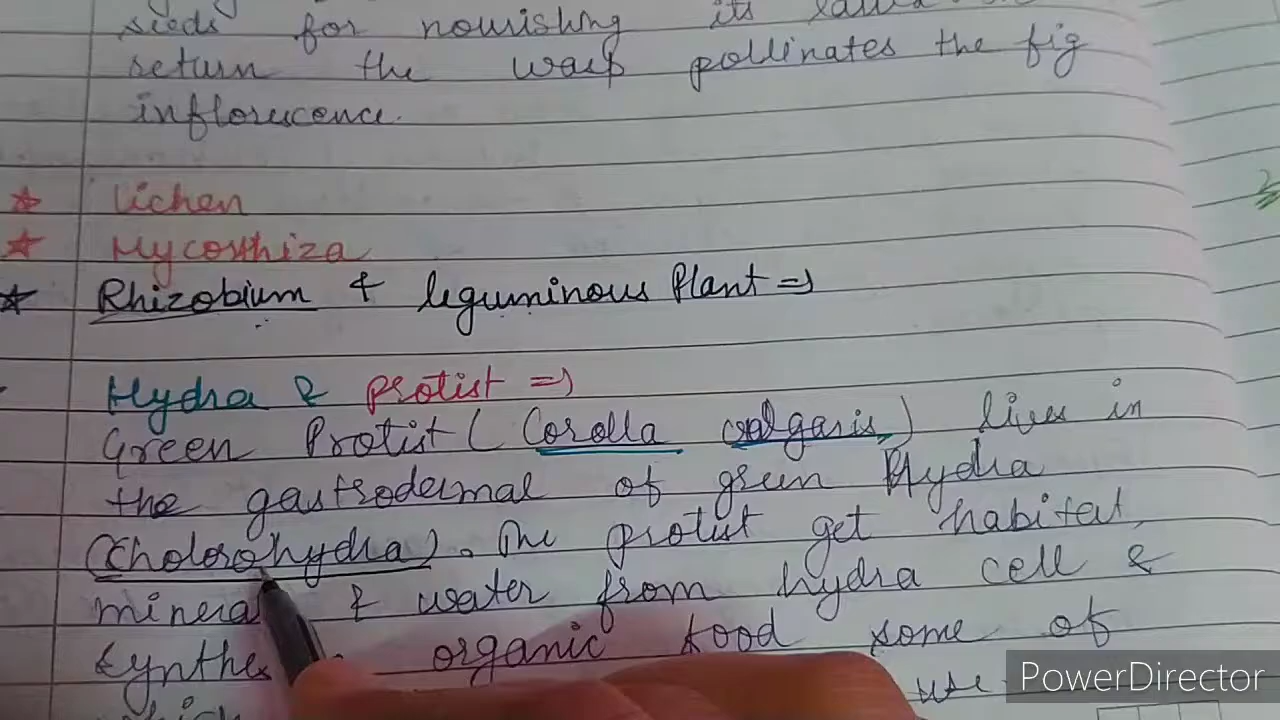 seeds for nourishing its
return the wasp pollinates the fig
inflorescence.
Lichen
Mycorrhiza
Rhizobium & leguminous Plant =>
Hydra & Protist =>
Green Protist (Corolla valgaris) lives in
the gastrodermal of green Hydra
(Cholorohydra). The protist get habitat,
mineral & water from hydra cell &
synthe organic food some of
use
PowerDirector